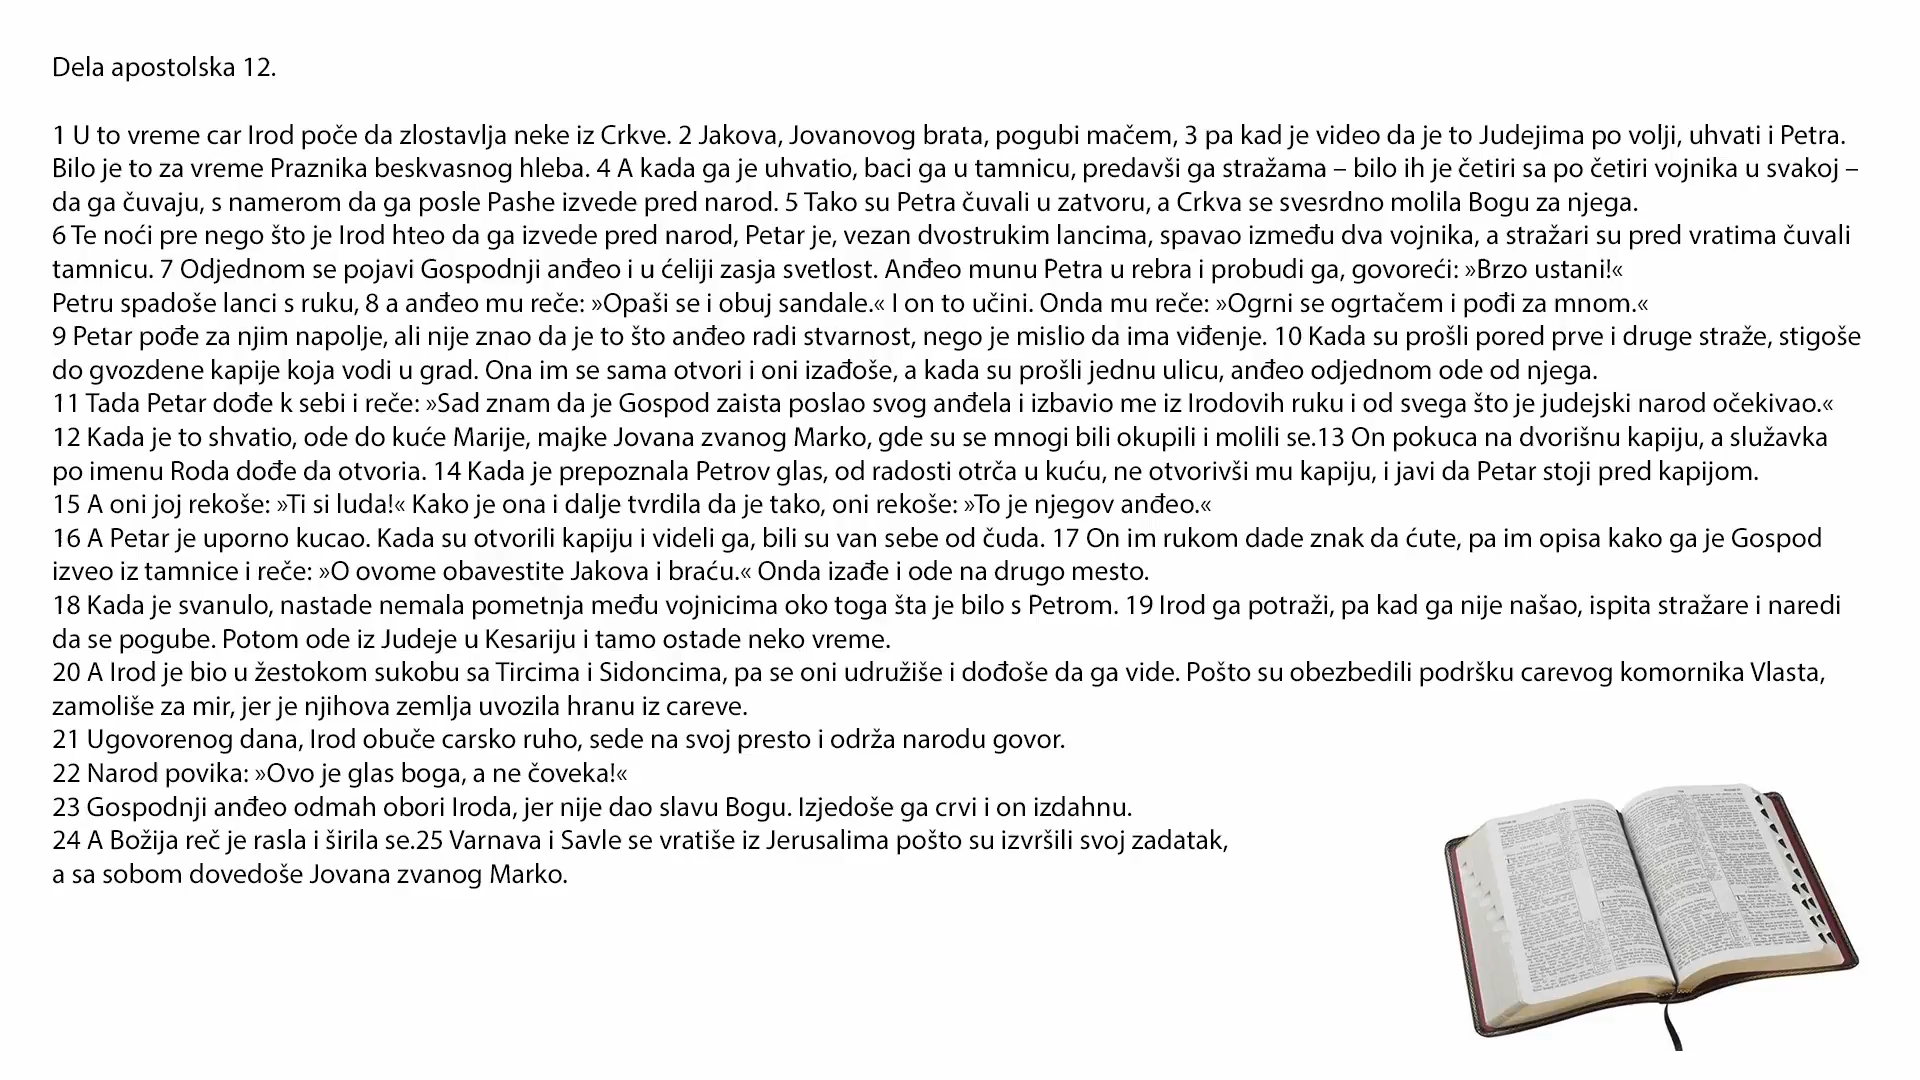 Dela apostolska 12.
1 U to vreme car Irod poče da zlostavlja neke iz Crkve. 2 Jakova, Jovanovog brata, pogubi mačem, 3 pa kad je video da je to Judejima po volji, uhvati i Petra.
Bilo je to za vreme Praznika beskvasnog hleba. 4 A kada ga je uhvatio, baci ga u tamnicu, predavši ga stražama – bilo ih je četiri sa po četiri vojnika u svakoj –
da ga čuvaju, s namerom da ga posle Pashe izvede pred narod. 5 Tako su Petra čuvali u zatvoru, a Crkva se svesrdno molila Bogu za njega.
6 Te noći pre nego što je Irod hteo da ga izvede pred narod, Petar je, vezan dvostrukim lancima, spavao između dva vojnika, a stražari su pred vratima čuvali
tamnicu. 7 Odjednom se pojavi Gospodnji anđeo i u ćeliji zasja svetlost. Anđeo munu Petra u rebra i probudi ga, govoreći: »Brzo ustani!«
Petru spadoše lanci s ruku, 8 a anđeo mu reče: »Opaši se i obuj sandale.« I on to učini. Onda mu reče: »Ogrni se ogrtačem i pođi za mnom.«
9 Petar pođe za njim napolje, ali nije znao da je to što anđeo radi stvarnost, nego je mislio da ima viđenje. 10 Kada su prošli pored prve i druge straže, stigoše
do gvozdene kapije koja vodi u grad. Ona im se sama otvori i oni izađoše, a kada su prošli jednu ulicu, anđeo odjednom ode od njega.
11 Tada Petar dođe k sebi i reče: »Sad znam da je Gospod zaista poslao svog anđela i izbavio me iz Irodovih ruku i od svega što je judejski narod očekivao.«
12 Kada je to shvatio, ode do kuće Marije, majke Jovana zvanog Marko, gde su se mnogi bili okupili i molili se.13 On pokuca na dvorišnu kapiju, a služavka
po imenu Roda dođe da otvoria. 14 Kada je prepoznala Petrov glas, od radosti otrča u kuću, ne otvorivši mu kapiju, i javi da Petar stoji pred kapijom.
15 A oni joj rekoše: »Ti si luda!« Kako je ona i dalje tvrdila da je tako, oni rekoše: »To je njegov anđeo.«
16 A Petar je uporno kucao. Kada su otvorili kapiju i videli ga, bili su van sebe od čuda. 17 On im rukom dade znak da ćute, pa im opisa kako ga je Gospod
izveo iz tamnice i reče: »O ovome obavestite Jakova i braću.« Onda izađe i ode na drugo mesto.
18 Kada je svanulo, nastade nemala pometnja među vojnicima oko toga šta je bilo s Petrom. 19 Irod ga potraži, pa kad ga nije našao, ispita stražare i naredi
da se pogube. Potom ode iz Judeje u Kesariju i tamo ostade neko vreme.
20 A Irod je bio u žestokom sukobu sa Tircima i Sidoncima, pa se oni udružiše i dođoše da ga vide. Pošto su obezbedili podršku carevog komornika Vlasta,
zamoliše za mir, jer je njihova zemlja uvozila hranu iz careve.
21 Ugovorenog dana, Irod obuče carsko ruho, sede na svoj presto i održa narodu govor.
22 Narod povika: »Ovo je glas boga, a ne čoveka!«
23 Gospodnji anđeo odmah obori Iroda, jer nije dao slavu Bogu. Izjedoše ga crvi i on izdahnu.
24 A Božija reč je rasla i širila se.25 Varnava i Savle se vratiše iz Jerusalima pošto su izvršili svoj zadatak,
a sa sobom dovedoše Jovana zvanog Marko.